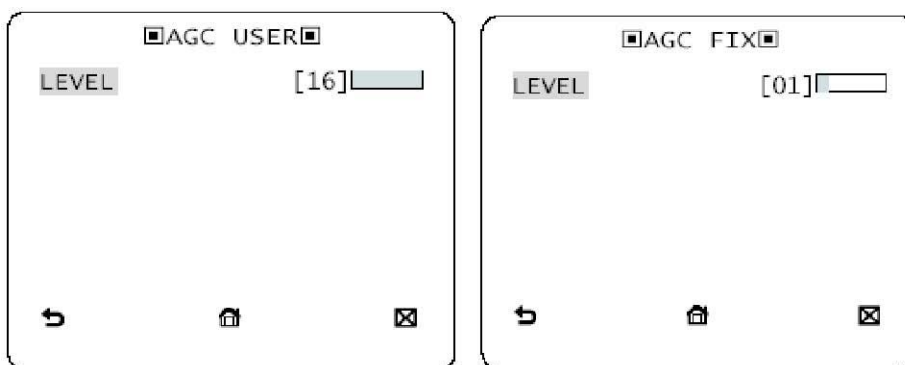 ▣AGC USER▣
LEVEL [16]
▣AGC FIX▣
LEVEL [01]